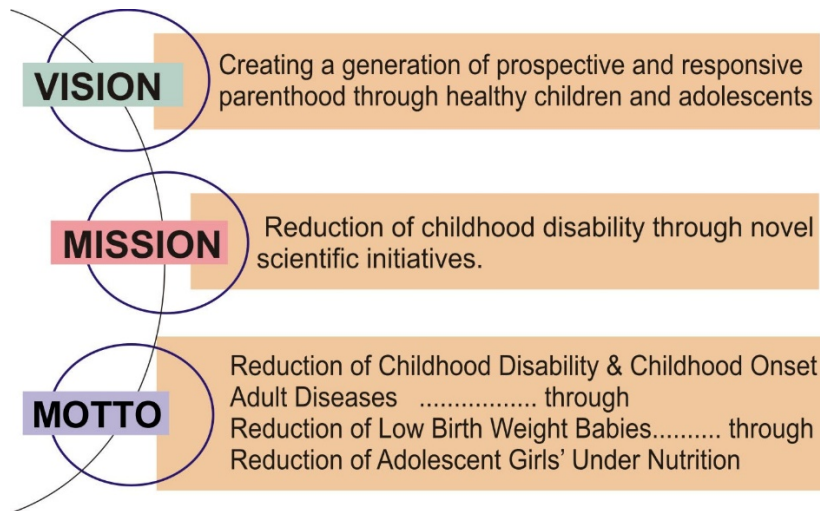 VISION
Creating a generation of prospective and responsive
parenthood through healthy children and adolescents
MISSION
Reduction of childhood disability through novel
scientific initiatives.
MOTTO
Reduction of Childhood Disability & Childhood Onset
Adult Diseases ................. through
Reduction of Low Birth Weight Babies.......... through
Reduction of Adolescent Girls’ Under Nutrition